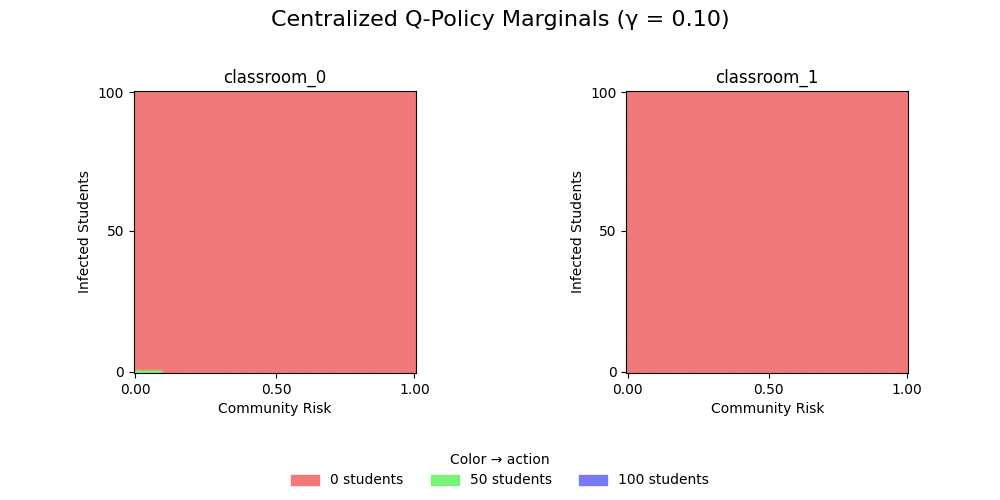 Centralized Q-Policy Marginals (γ = 0.10)
classroom_0
classroom_1
100
50
0
Infected Students
0.00
0.50
1.00
Community Risk
100
50
0
Infected Students
0.00
0.50
1.00
Community Risk
Color → action
0 students
50 students
100 students